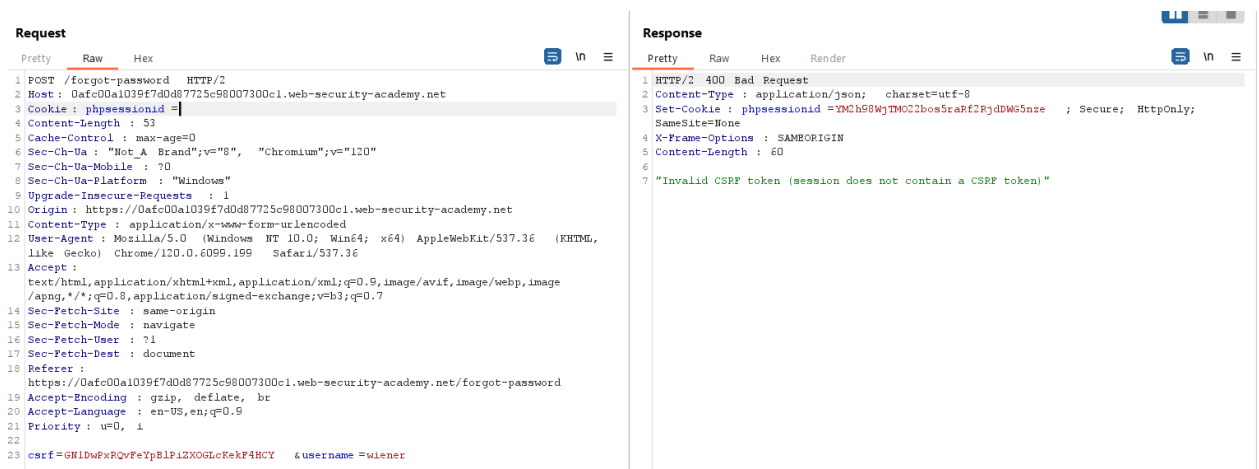 Request
Pretty Raw Hex
\n
1 POST /forgot-password HTTP/2
2 Host : 0afc00a1039f7d0d87725c98007300c1.web-security-academy.net
3 Cookie : phpsessionid =
4 Content-Length : 53
5 Cache-Control : max-age=0
6 Sec-Ch-Ua : "Not_A Brand";v="8", "Chromium";v="120"
7 Sec-Ch-Ua-Mobile : ?0
8 Sec-Ch-Ua-Platform : "Windows"
9 Upgrade-Insecure-Requests : 1
10 Origin : https://0afc00a1039f7d0d87725c98007300c1.web-security-academy.net
11 Content-Type : application/x-www-form-urlencoded
12 User-Agent : Mozilla/5.0 (Windows NT 10.0; Win64; x64) AppleWebKit/537.36 (KHTML,
like Gecko) Chrome/120.0.6099.199 Safari/537.36
13 Accept :
text/html,application/xhtml+xml,application/xml;q=0.9,image/avif,image/webp,image
/apng,*/*;q=0.8,application/signed-exchange;v=b3;q=0.7
14 Sec-Fetch-Site : same-origin
15 Sec-Fetch-Mode : navigate
16 Sec-Fetch-User : ?1
17 Sec-Fetch-Dest : document
18 Referer :
https://0afc00a1039f7d0d87725c98007300c1.web-security-academy.net/forgot-password
19 Accept-Encoding : gzip, deflate, br
20 Accept-Language : en-US,en;q=0.9
21 Priority : u=0, i
22
23 csrf=GN1DwPxRQvFeYpBlPiZXOGLcKekF4HCY &username =wiener
Response
Pretty Raw Hex Render
\n
1 HTTP/2 400 Bad Request
2 Content-Type : application/json; charset=utf-8
3 Set-Cookie : phpsessionid =YM2h98WjTMO22bos5raRf2RjdDWG5nze ; Secure; HttpOnly;
SameSite=None
4 X-Frame-Options : SAMEORIGIN
5 Content-Length : 60
6
7 "Invalid CSRF token (session does not contain a CSRF token)"